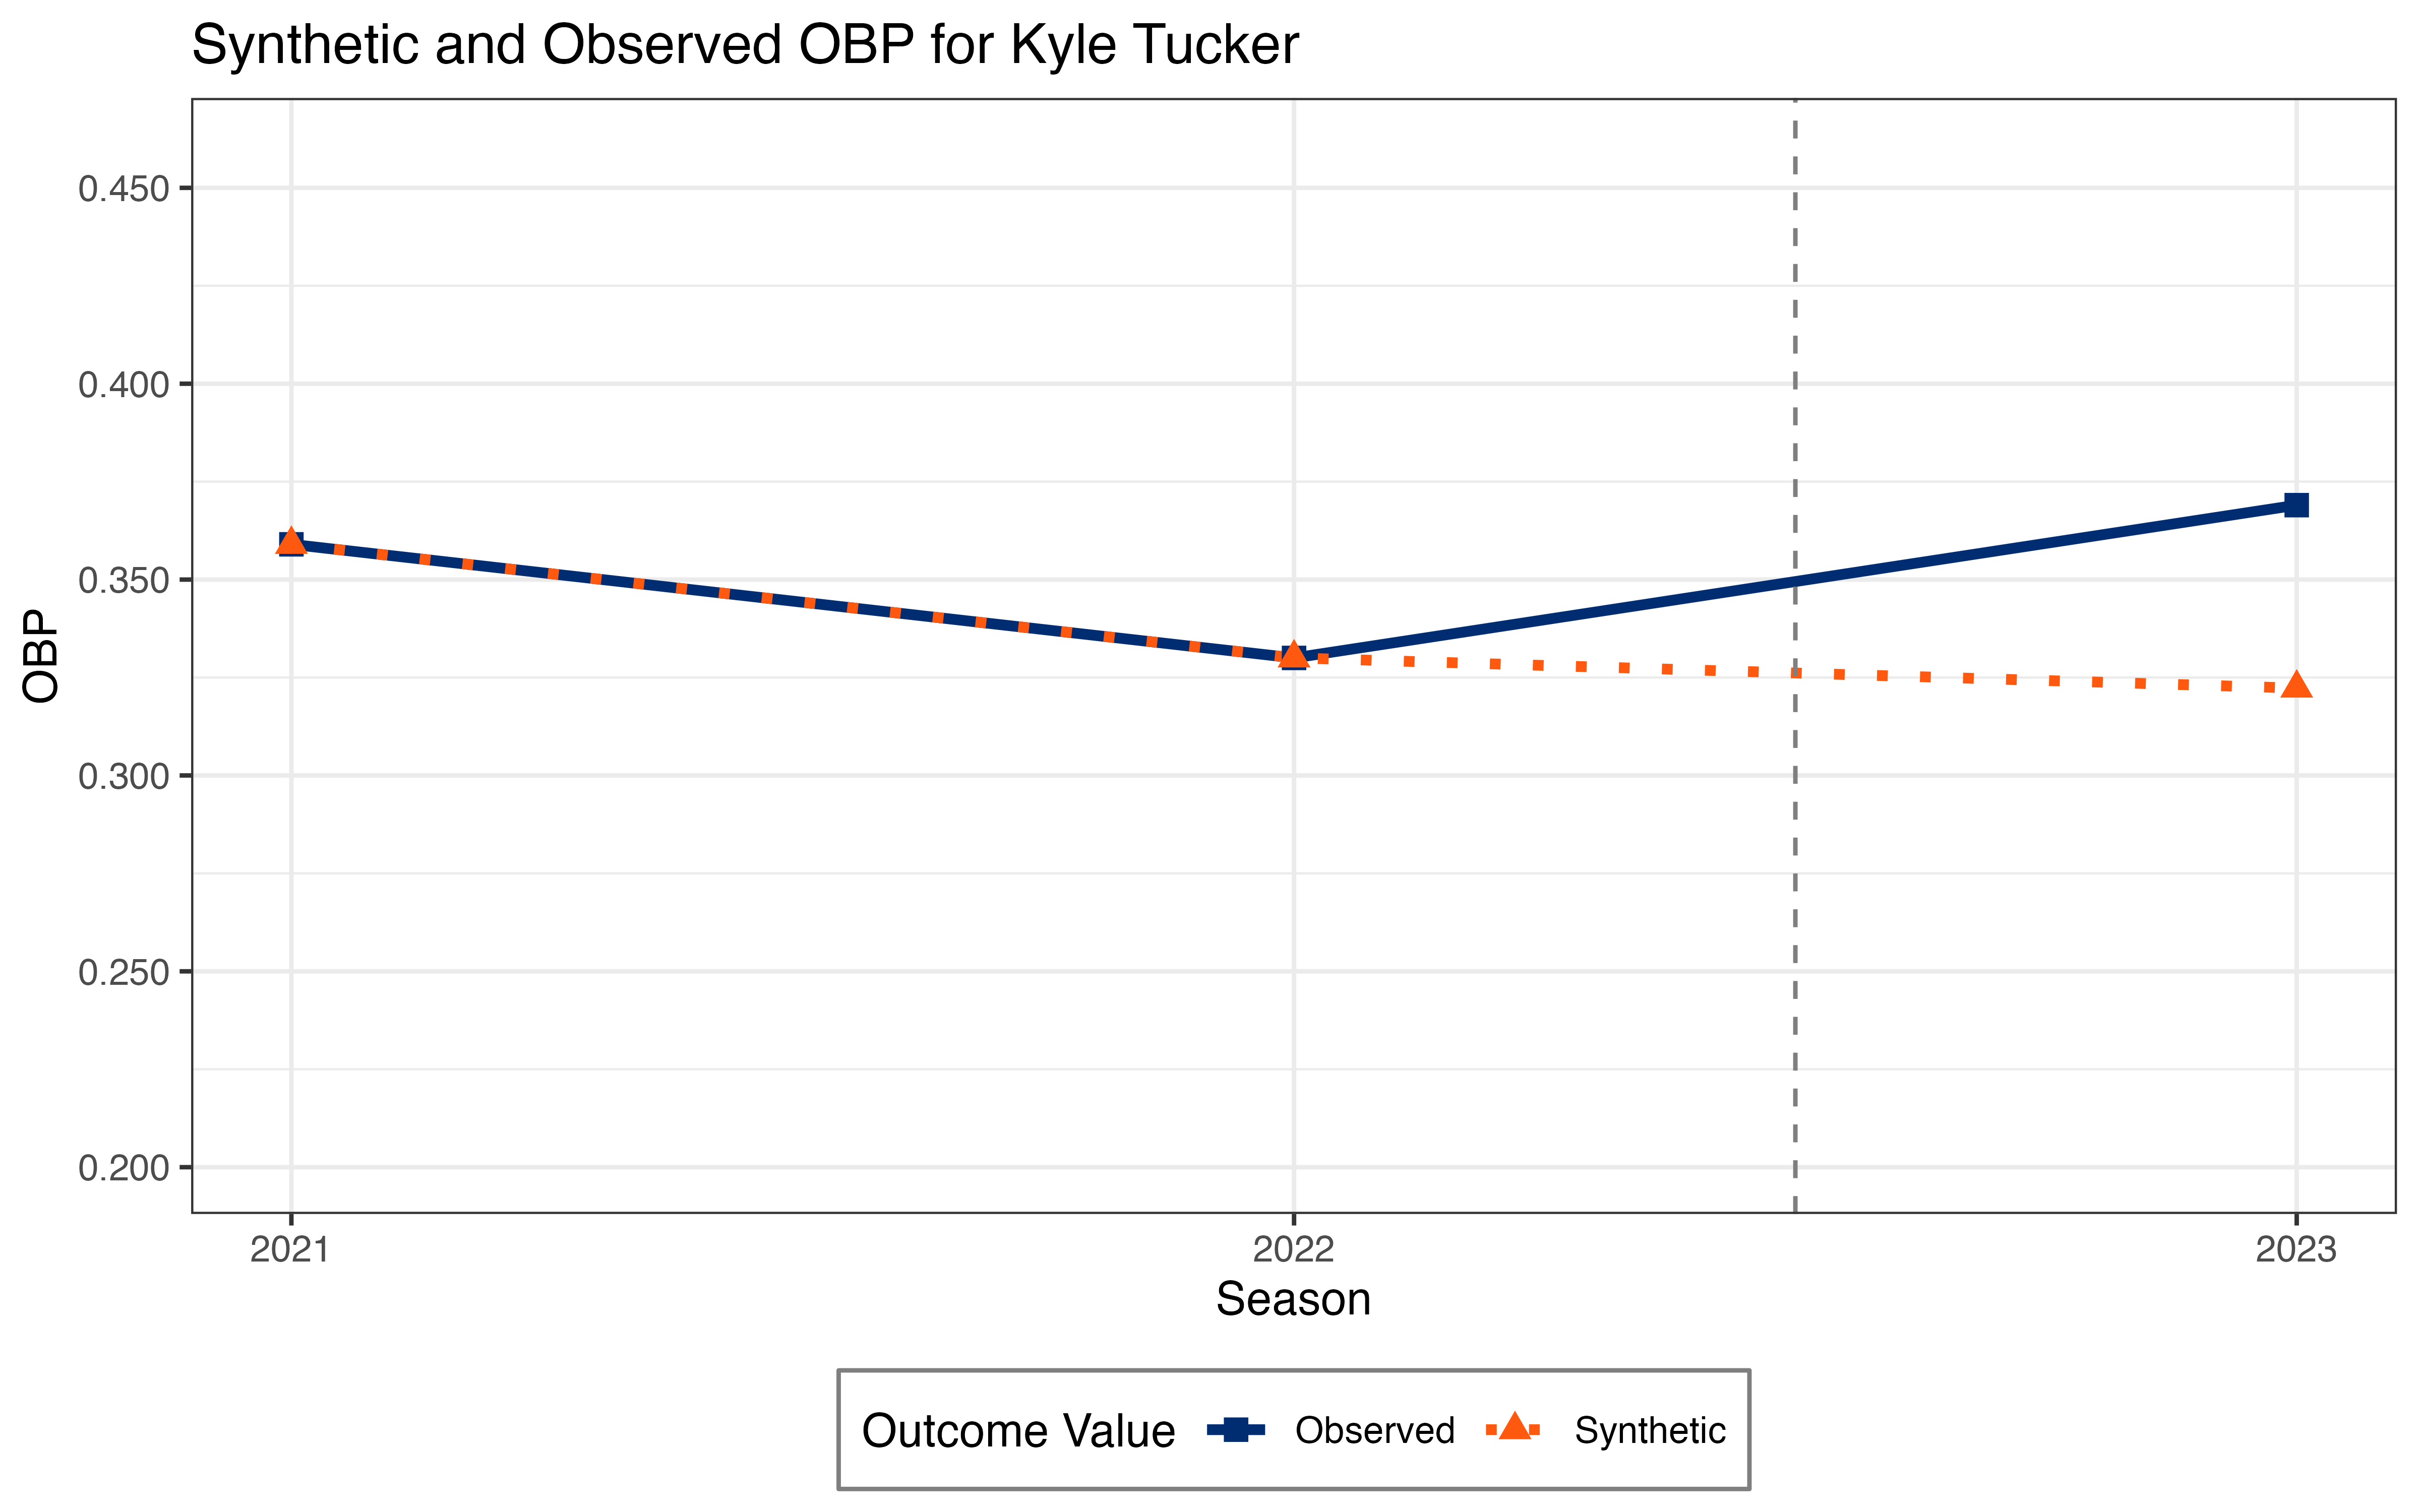 Synthetic and Observed OBP for Kyle Tucker
OBP
0.450
0.400
0.350
0.300
0.250
0.200
2021 2022 2023
Season
Outcome Value Observed Synthetic